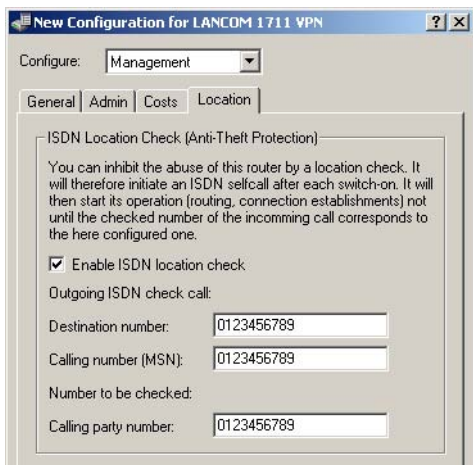 New Configuration for LANCOM 1711 VPN
Configure: Management
General Admin Costs Location
ISDN Location Check (Anti-Theft Protection)
You can inhibit the abuse of this router by a location check. It
will therefore initiate an ISDN selfcall after each switch-on. It will
then start its operation (routing, connection establishments) not
until the checked number of the incomming call corresponds to
the here configured one.
Enable ISDN location check
Outgoing ISDN check call:
Destination number: 0123456789
Calling number (MSN): 0123456789
Number to be checked:
Calling party number: 0123456789